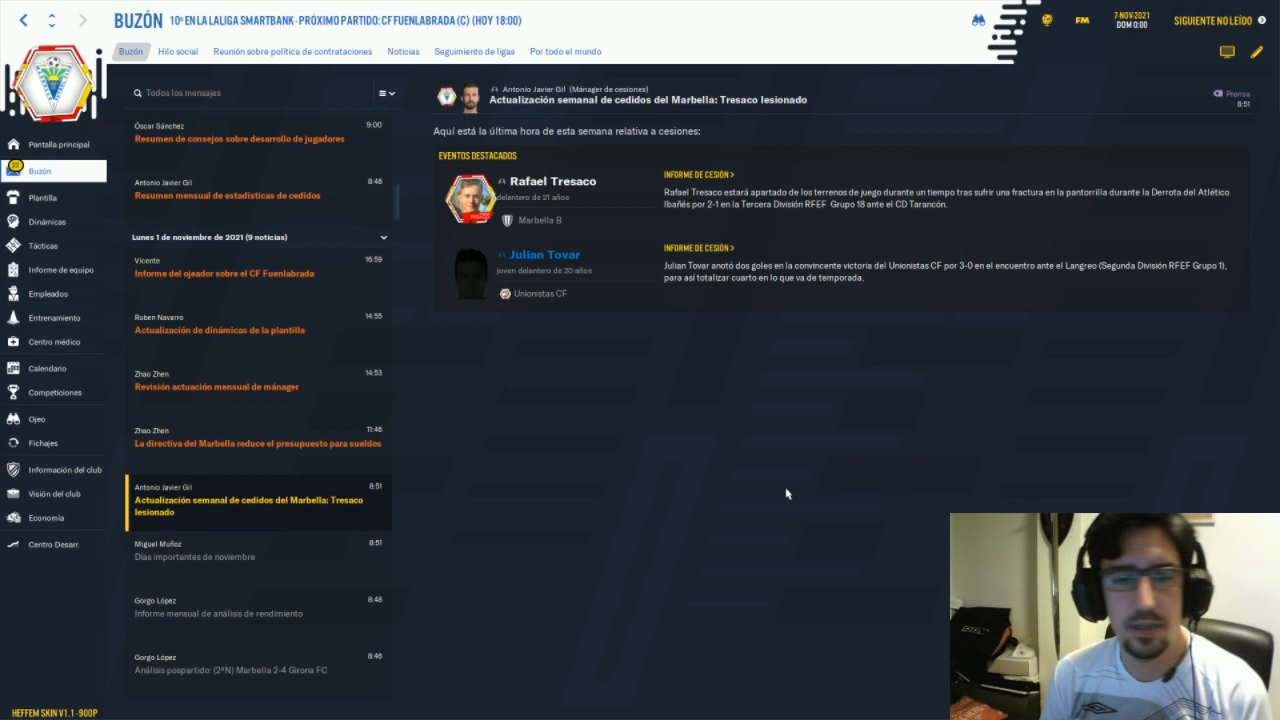 BUZÓN 10º EN LA LALIGA SMARTBANK - PRÓXIMO PARTIDO: CF FUENLABRADA (C) (HOY 18:00)
FM
7-NOV-2021
DOM 0:00
SIGUIENTE NO LEÍDO
Buzón Hilo social Reunión sobre política de contrataciones Noticias Seguimiento de ligas Por todo el mundo
Pantalla principal
23
Buzón
Plantilla
Dinámicas
Tácticas
Informe de equipo
Empleados
Entrenamiento
Centro médico
Calendario
Competiciones
Ojeo
Fichajes
Información del club
Visión del club
Economía
Centro Desarr.
HEFFEM SKIN V1.1 - 900P
Todos los mensajes
Óscar Sánchez 9:00
Resumen de consejos sobre desarrollo de jugadores
Antonio Javier Gil 8:48
Resumen mensual de estadísticas de cedidos
Lunes 1 de noviembre de 2021 (9 noticias)
Vicente 16:59
Informe del ojeador sobre el CF Fuenlabrada
Ruben Navarro 14:55
Actualización de dinámicas de la plantilla
Zhao Zhen 14:53
Revisión actuación mensual de mánager
Zhao Zhen 11:46
La directiva del Marbella reduce el presupuesto para sueldos
Antonio Javier Gil 8:51
Actualización semanal de cedidos del Marbella: Tresaco
lesionado
Miguel Muñoz 8:51
Días importantes de noviembre
Gorgo López 8:48
Informe mensual de análisis de rendimiento
Gorgo López 8:46
Análisis pospartido: (2ªN) Marbella 2-4 Girona FC
Antonio Javier Gil (Mánager de cesiones)
Actualización semanal de cedidos del Marbella: Tresaco lesionado
Prensa
8:51
Aquí está la última hora de esta semana relativa a cesiones:
EVENTOS DESTACADOS
Rafael Tresaco
delantero de 21 años
Marbella B
INFORME DE CESIÓN >
Rafael Tresaco estará apartado de los terrenos de juego durante un tiempo tras sufrir una fractura en la pantorrilla durante la Derrota del Atlético
Ibañés por 2-1 en la Tercera División RFEF Grupo 18 ante el CD Tarancón.
Julian Tovar
joven delantero de 20 años
Unionistas CF
INFORME DE CESIÓN >
Julian Tovar anotó dos goles en la convincente victoria del Unionistas CF por 3-0 en el encuentro ante el Langreo (Segunda División RFEF Grupo 1),
para así totalizar cuatro en lo que va de temporada.